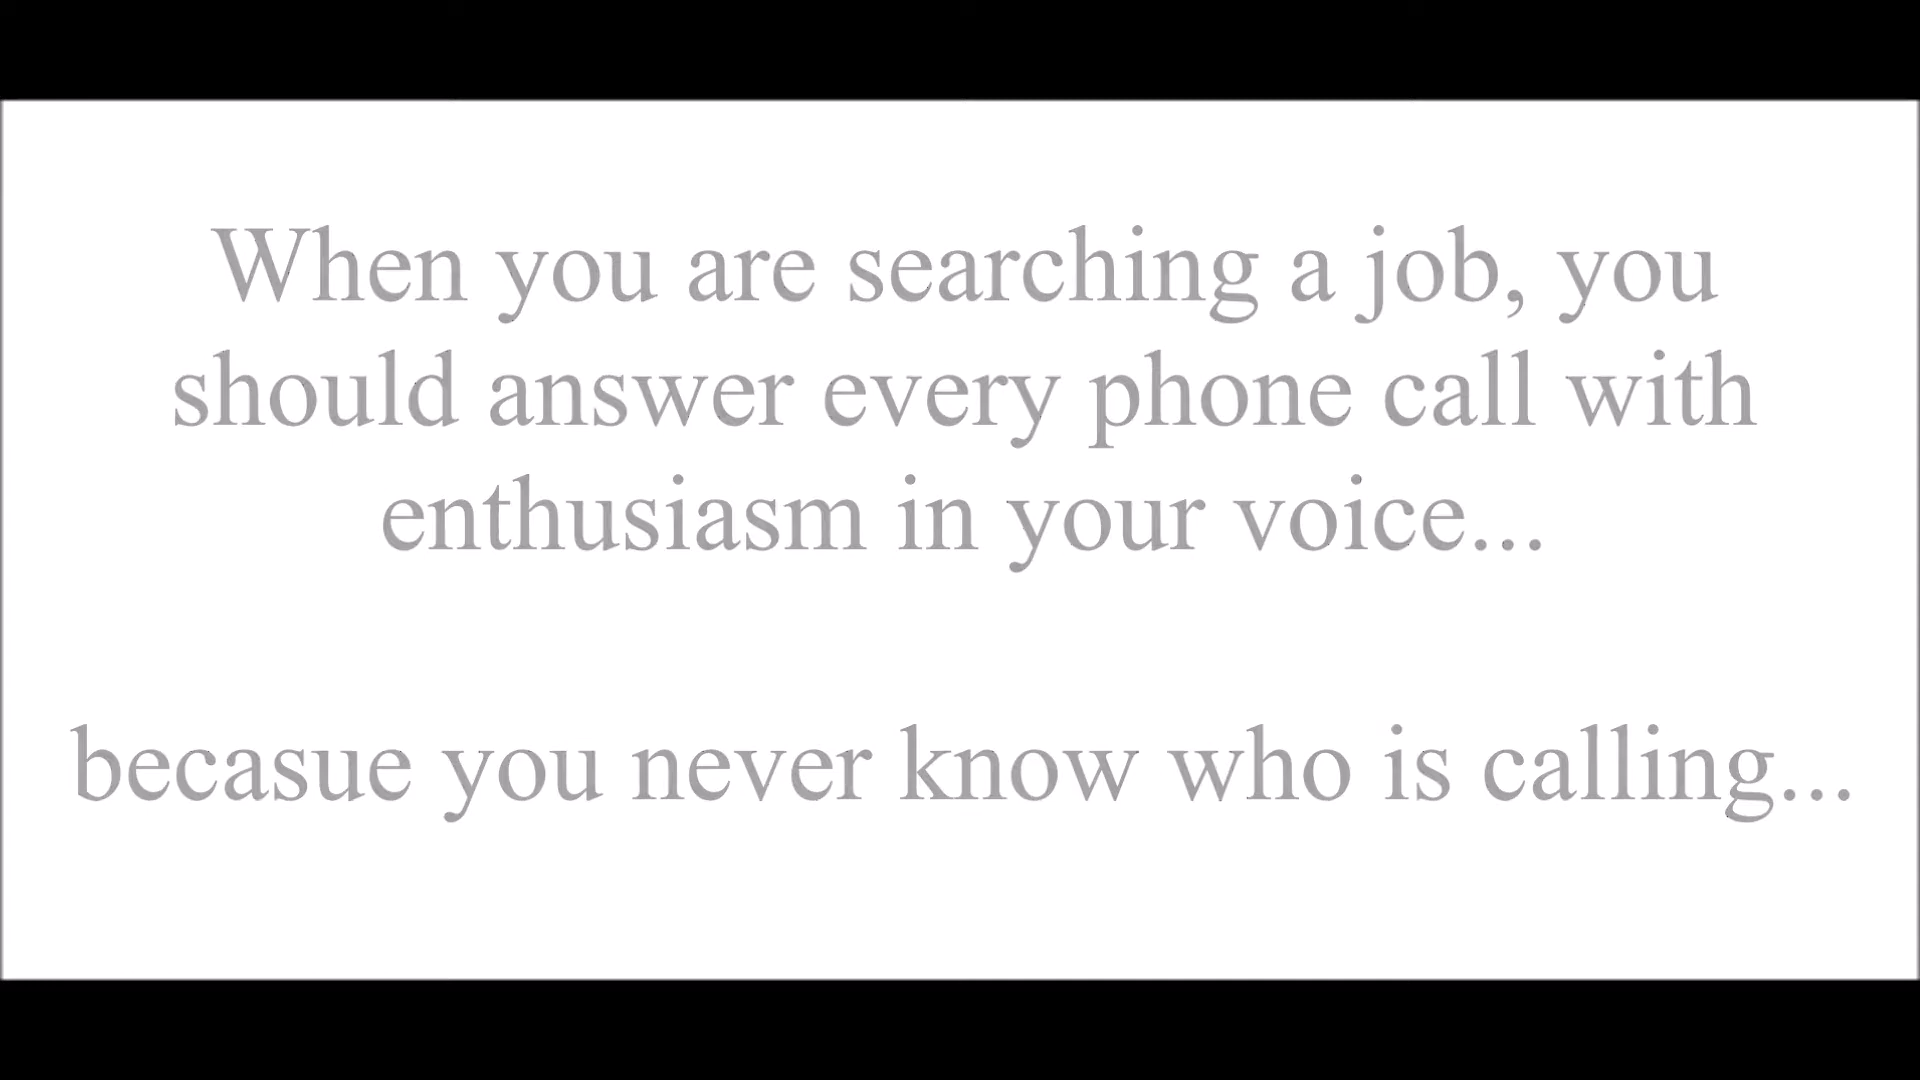 When you are searching a job, you
should answer every phone call with
enthusiasm in your voice...
becasue you never know who is calling...